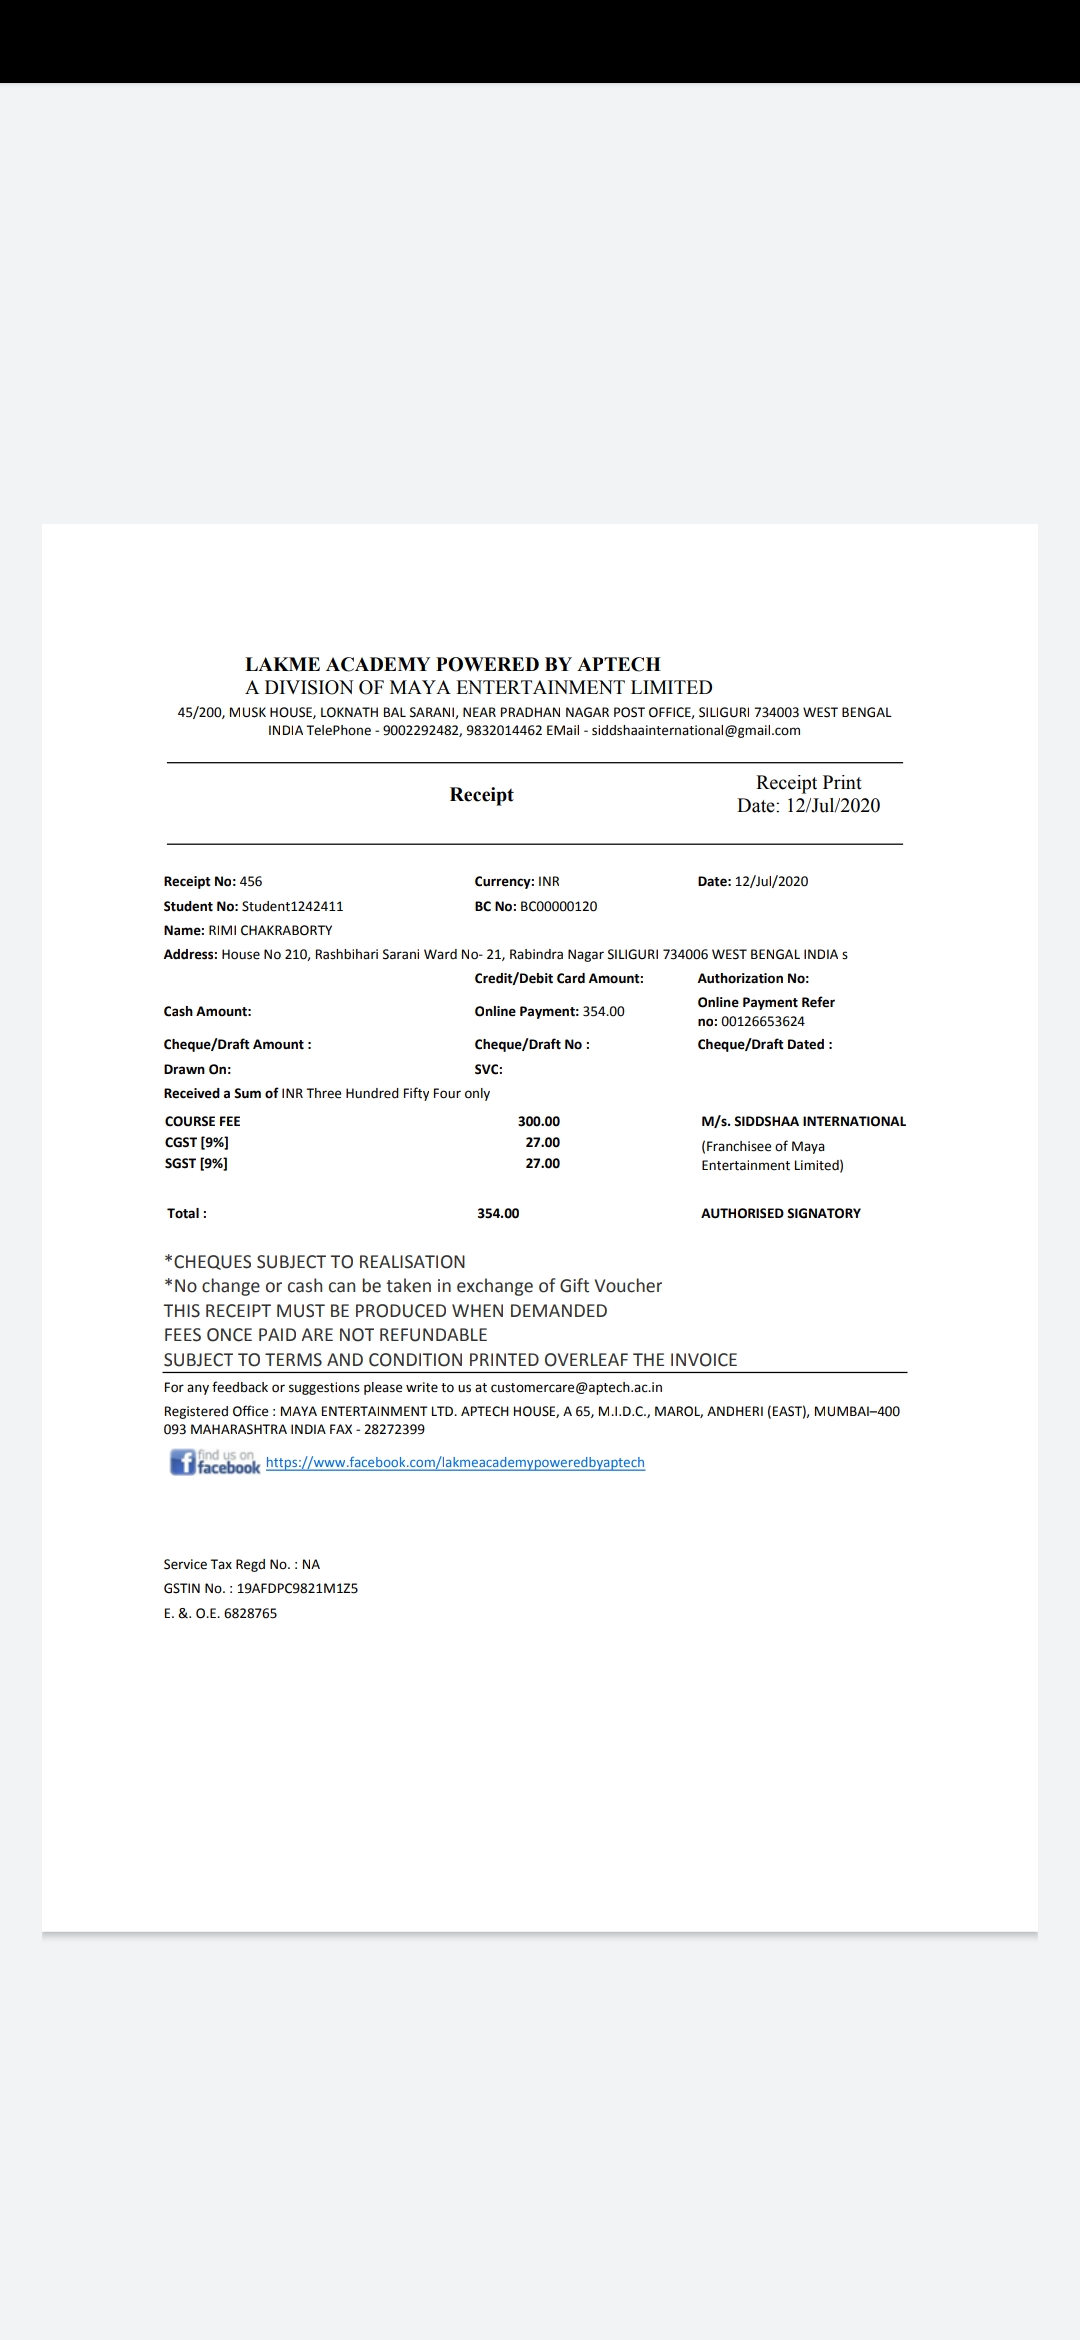 LAKME ACADEMY POWERED BY APTECH
A DIVISION OF MAYA ENTERTAINMENT LIMITED
45/200, MUSK HOUSE, LOKNATH BAL SARANI, NEAR PRADHAN NAGAR POST OFFICE, SILIGURI 734003 WEST BENGAL
INDIA TelePhone - 9002292482, 9832014462 EMail - siddshaainternational@gmail.com
Receipt
Receipt Print
Date: 12/Jul/2020
Receipt No: 456 Currency: INR Date: 12/Jul/2020
Student No: Student1242411 BC No: BC00000120
Name: RIMI CHAKRABORTY
Address: House No 210, Rashbihari Sarani Ward No- 21, Rabindra Nagar SILIGURI 734006 WEST BENGAL INDIA s
Credit/Debit Card Amount: Authorization No:
Cash Amount: Online Payment: 354.00 Online Payment Refer
no: 00126653624
Cheque/Draft Amount : Cheque/Draft No : Cheque/Draft Dated :
Drawn On: SVC:
Received a Sum of INR Three Hundred Fifty Four only
COURSE FEE 300.00 M/s. SIDDSHAA INTERNATIONAL
CGST [9%] 27.00 (Franchisee of Maya
SGST [9%] 27.00 Entertainment Limited)
Total : 354.00 AUTHORISED SIGNATORY
*CHEQUES SUBJECT TO REALISATION
*No change or cash can be taken in exchange of Gift Voucher
THIS RECEIPT MUST BE PRODUCED WHEN DEMANDED
FEES ONCE PAID ARE NOT REFUNDABLE
SUBJECT TO TERMS AND CONDITION PRINTED OVERLEAF THE INVOICE
For any feedback or suggestions please write to us at customercare@aptech.ac.in
Registered Office : MAYA ENTERTAINMENT LTD. APTECH HOUSE, A 65, M.I.D.C., MAROL, ANDHERI (EAST), MUMBAI–400
093 MAHARASHTRA INDIA FAX - 28272399
find us on
facebook https://www.facebook.com/lakmeacademypoweredbyaptech
Service Tax Regd No. : NA
GSTIN No. : 19AFDPC9821M1Z5
E. &. O.E. 6828765